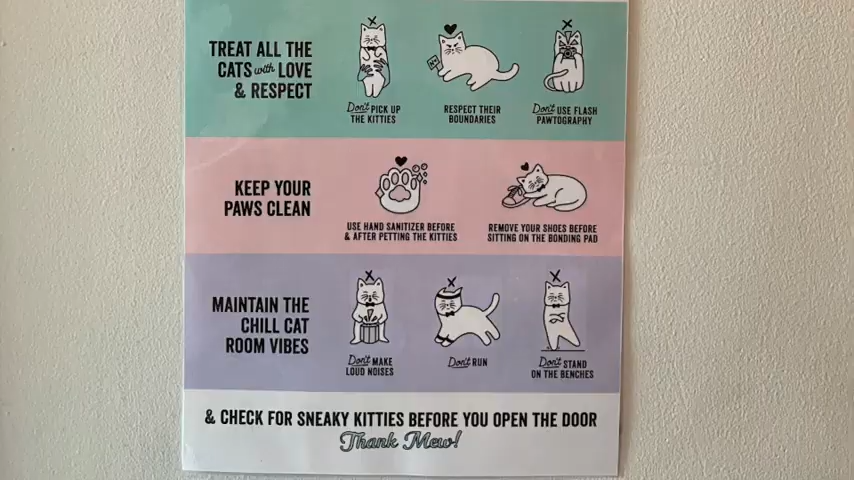 TREAT ALL THE
CATS with LOVE
& RESPECT
Don't PICK UP
THE KITTIES
RESPECT THEIR
BOUNDARIES
Don't USE FLASH
PAWTOGRAPHY
KEEP YOUR
PAWS CLEAN
USE HAND SANITIZER BEFORE
& AFTER PETTING THE KITTIES
REMOVE YOUR SHOES BEFORE
SITTING ON THE BONDING PAD
MAINTAIN THE
CHILL CAT
ROOM VIBES
Don't MAKE
LOUD NOISES
Don't RUN
Don't STAND
ON THE BENCHES
& CHECK FOR SNEAKY KITTIES BEFORE YOU OPEN THE DOOR
Thank Mew!